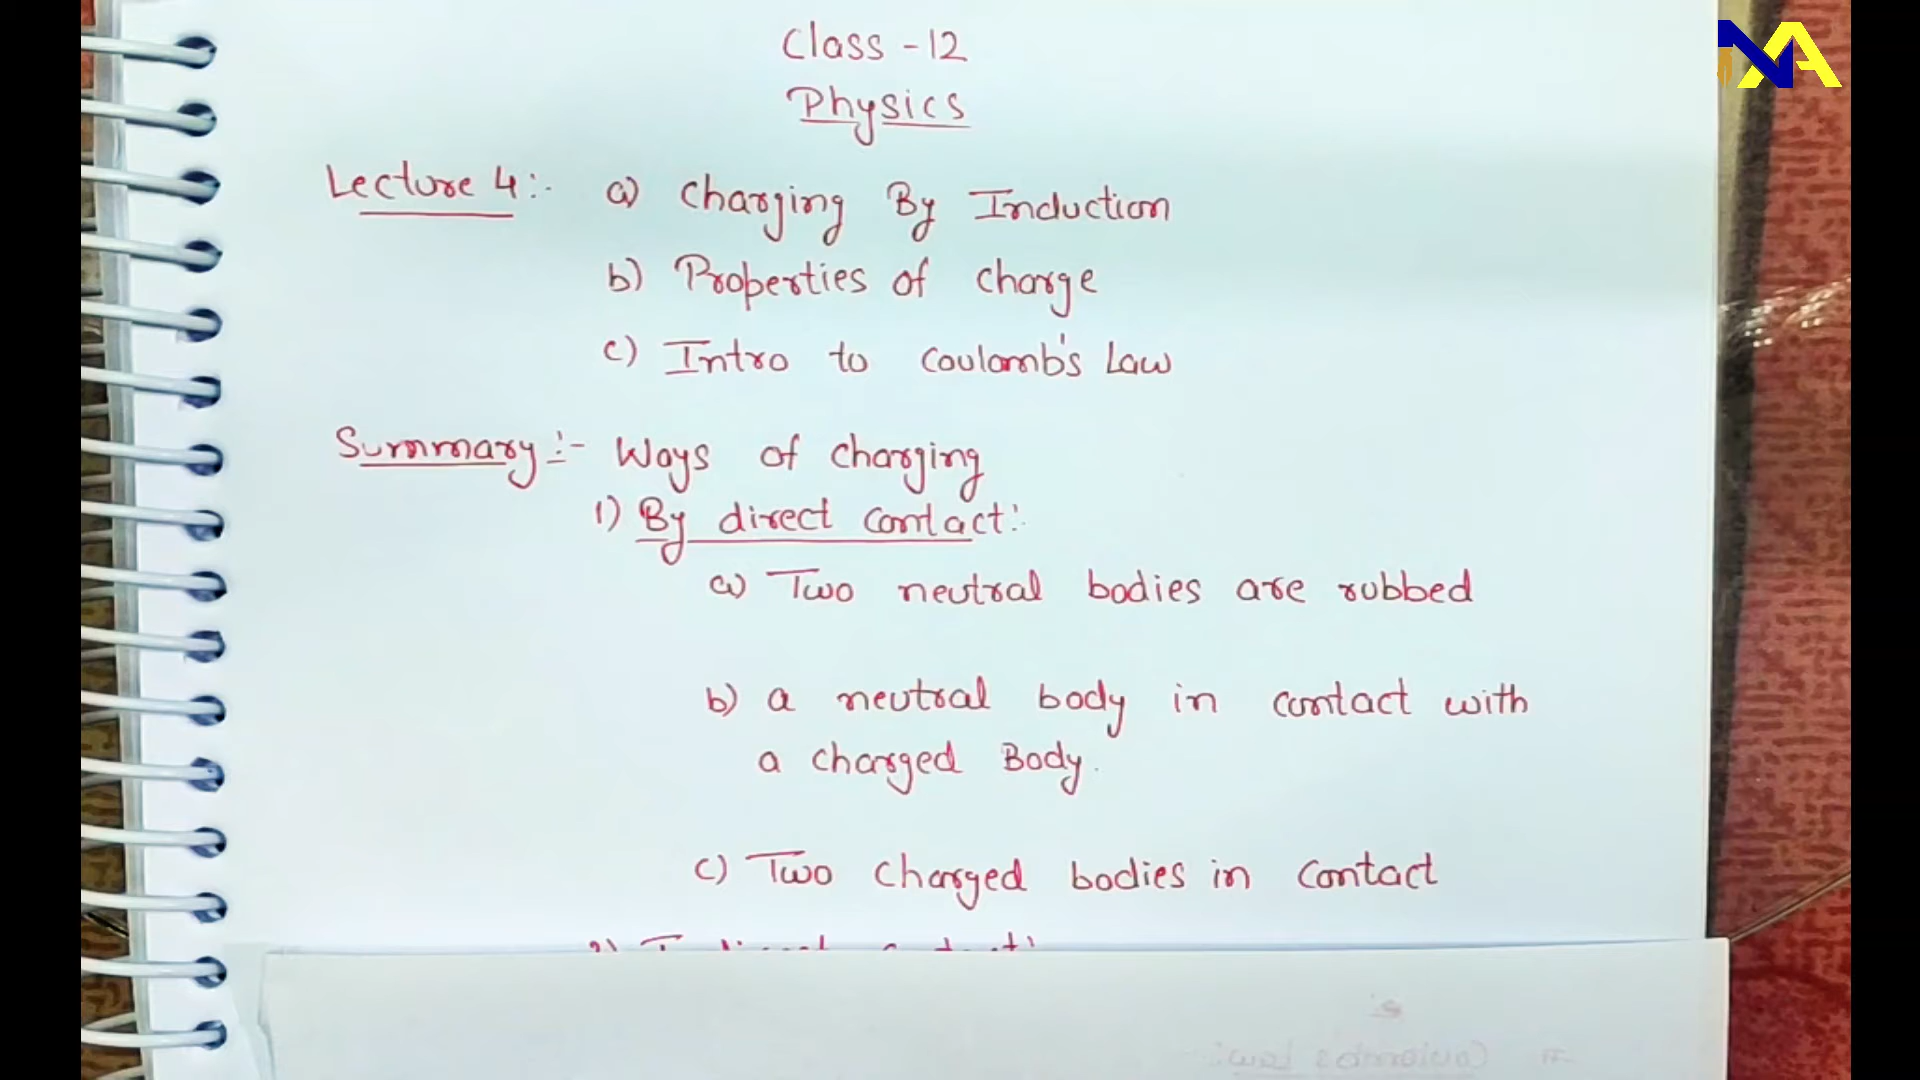 Class -12
Physics
Lecture 4:- a) Charging By Induction
b) Properties of charge
c) Intro to Coulomb's Law
Summary :- Ways of charging
1) By direct contact:
a) Two neutral bodies are rubbed
b) a neutral body in contact with
a charged Body.
c) Two charged bodies in contact